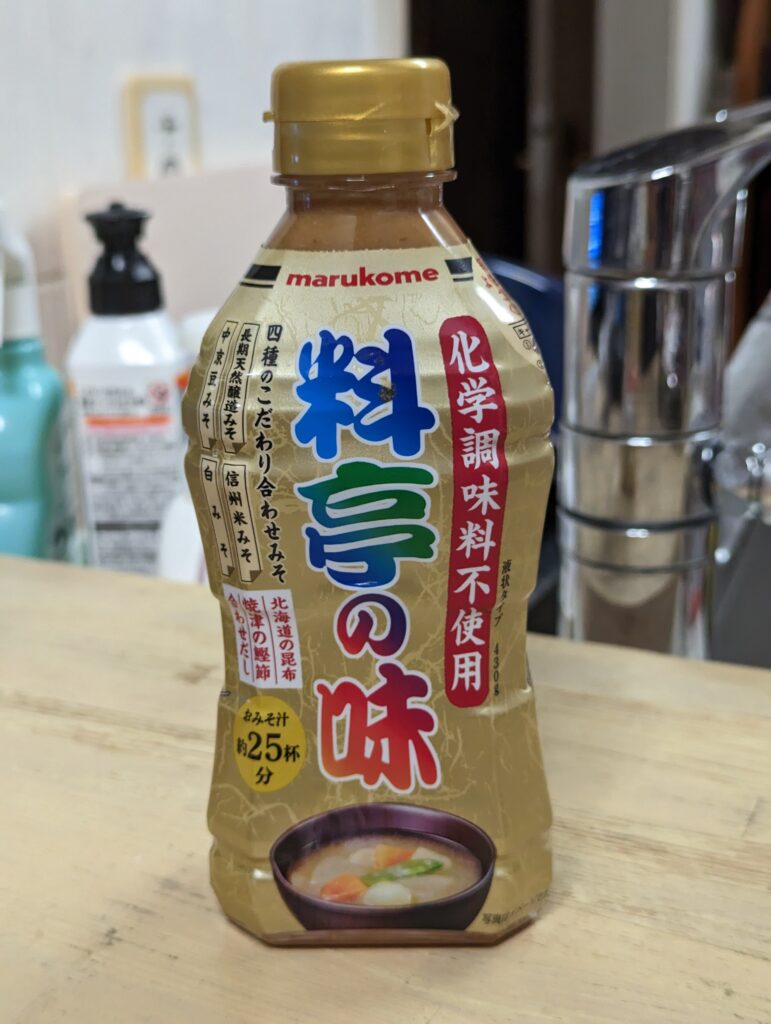 marukome
料亭の味
化学調味料不使用
液状タイプ 430g
四種のこだわり合わせみそ
長期天然醸造みそ
中京豆みそ
信州米みそ
白みそ
北海道の昆布
焼津の鰹節
合わせだし
おみそ汁
約25杯
分
写真は